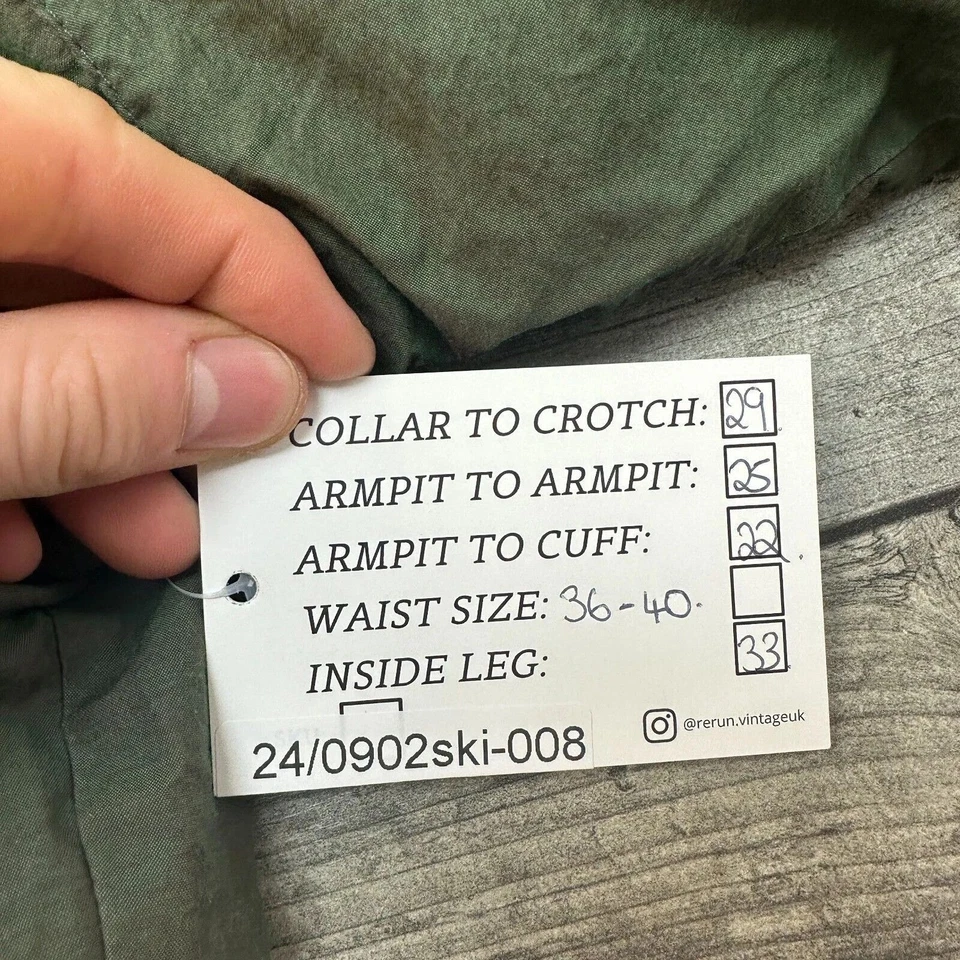 COLLAR TO CROTCH: 29
ARMPIT TO ARMPIT: 25
ARMPIT TO CUFF: 22
WAIST SIZE: 36-40.
INSIDE LEG: 33
24/0902ski-008
@rerun.vintageuk